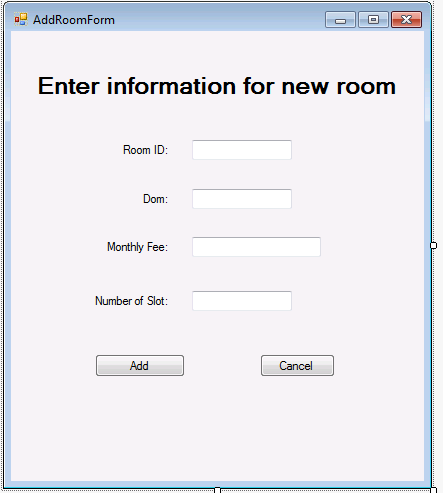 AddRoomForm
Enter information for new room
Room ID:
Dom:
Monthly Fee:
Number of Slot:
Add Cancel